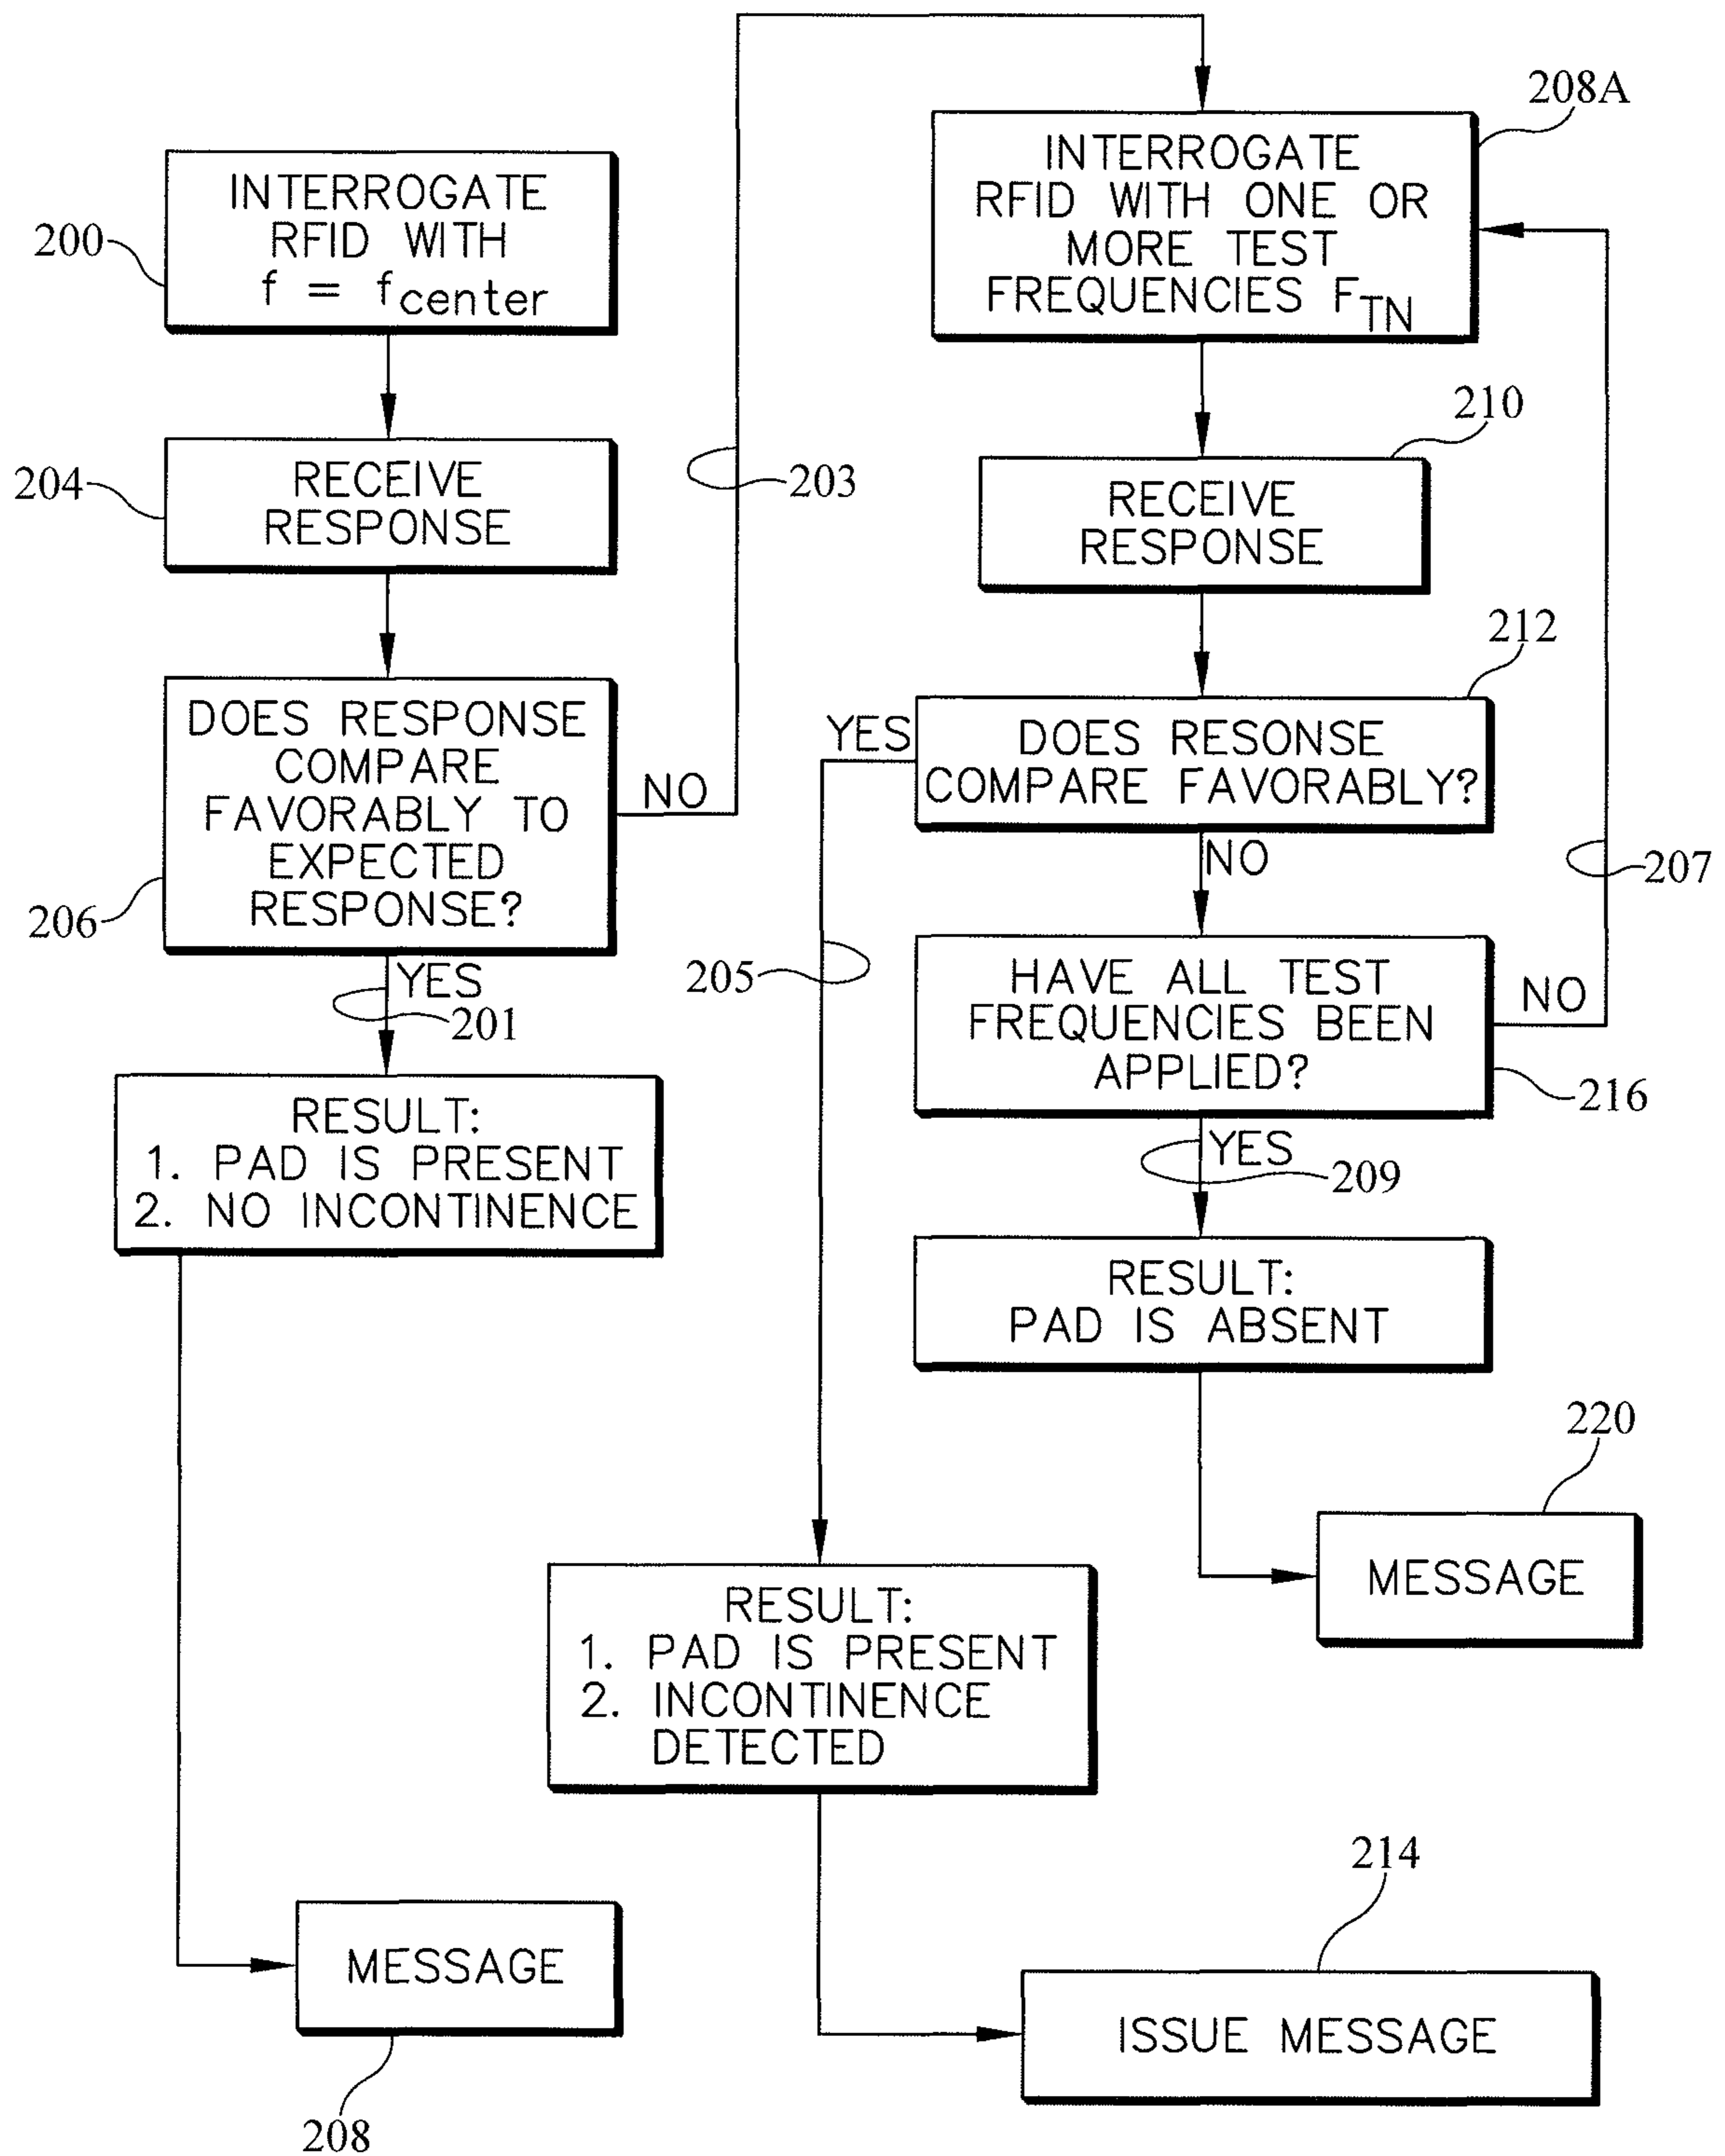 200
INTERROGATE
RFID WITH
f = fcenter
204
RECEIVE
RESPONSE
206
DOES RESPONSE
COMPARE
FAVORABLY TO
EXPECTED
RESPONSE?
NO
203
YES
201
RESULT:
1. PAD IS PRESENT
2. NO INCONTINENCE
MESSAGE
208
208A
INTERROGATE
RFID WITH ONE OR
MORE TEST
FREQUENCIES FTN
210
RECEIVE
RESPONSE
212
DOES RESONSE
COMPARE FAVORABLY?
YES
205
NO
207
HAVE ALL TEST
FREQUENCIES BEEN
APPLIED?
NO
216
YES
209
RESULT:
PAD IS ABSENT
220
MESSAGE
RESULT:
1. PAD IS PRESENT
2. INCONTINENCE
DETECTED
214
ISSUE MESSAGE